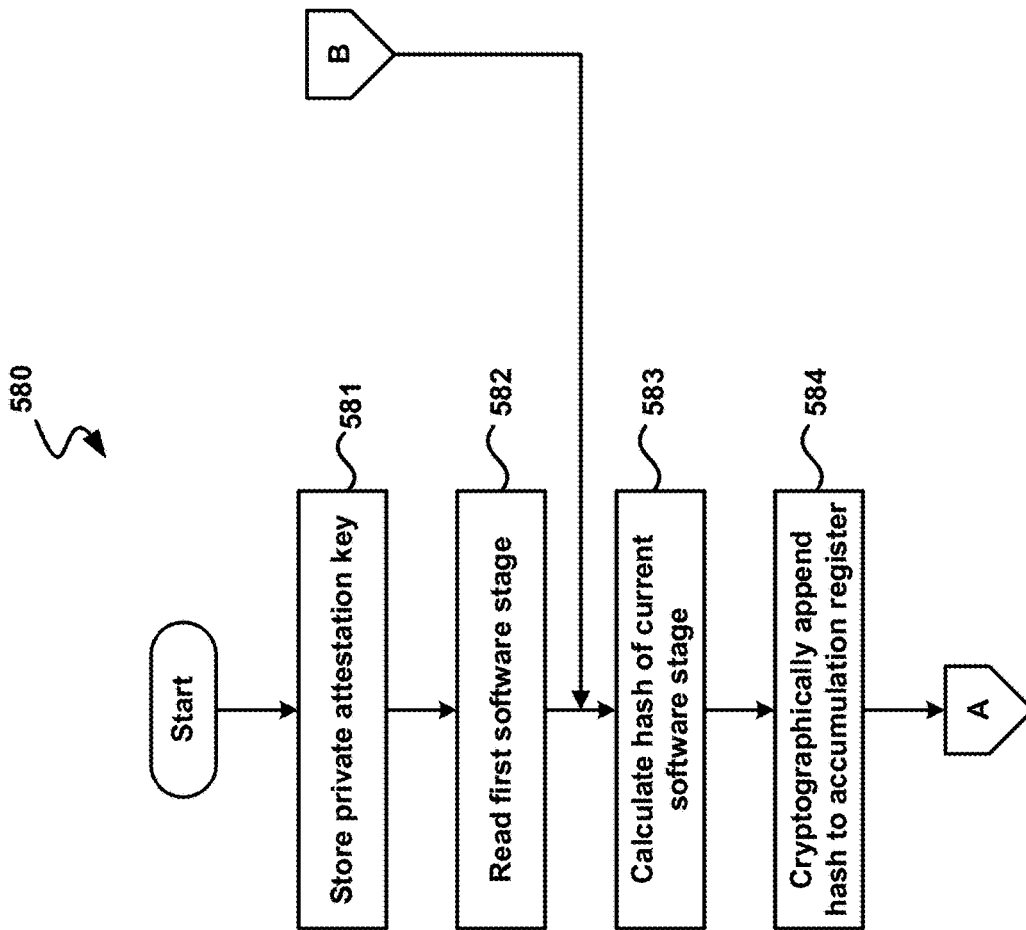 580
Start
Store private attestation key
581
Read first software stage
582
B
Calculate hash of current
software stage
583
Cryptographically append
hash to accumulation register
584
A